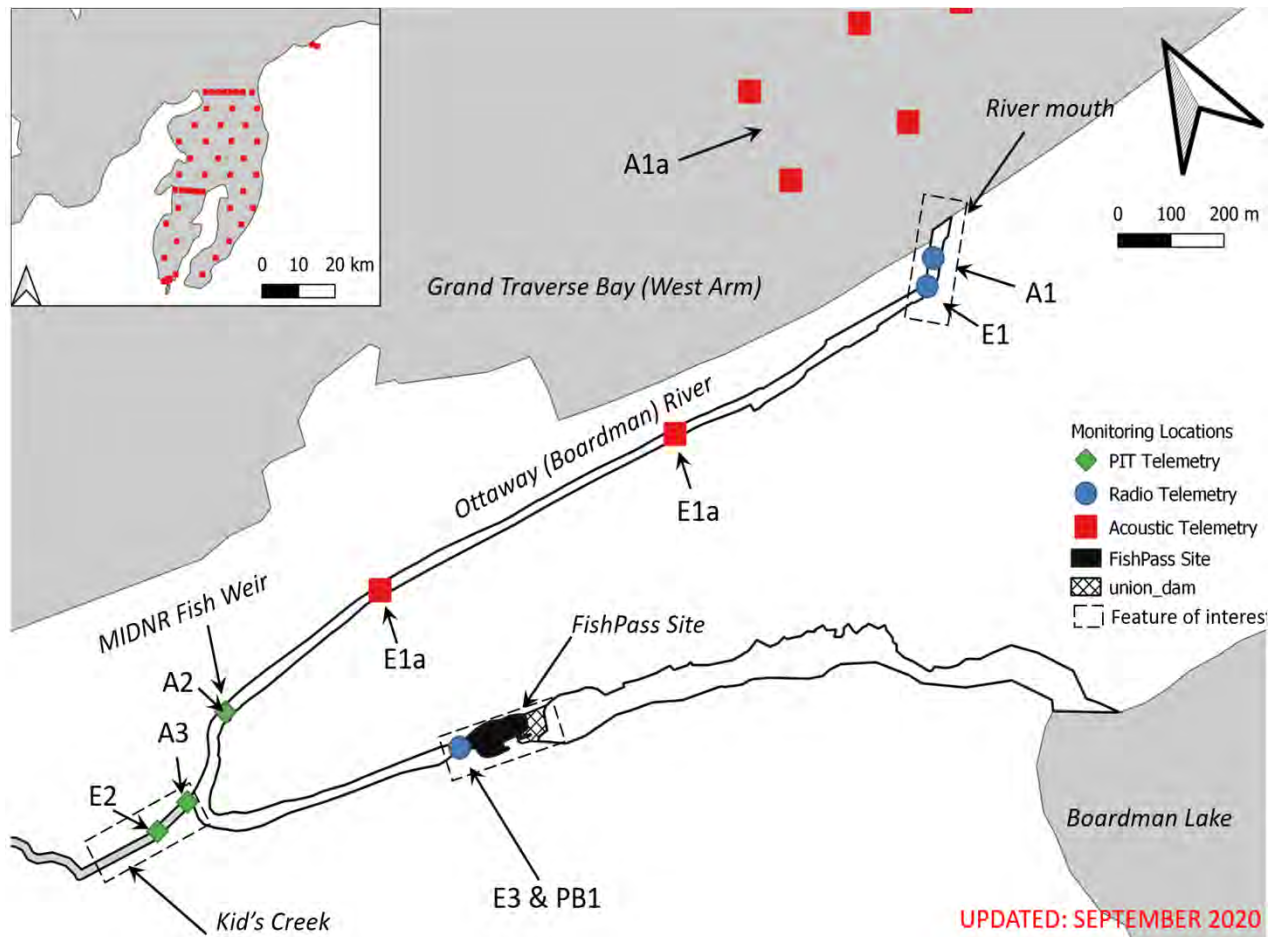 River mouth
A1a
0 100 200 m
0 10 20 km
Grand Traverse Bay (West Arm)
A1
E1
Ottaway (Boardman) River
Monitoring Locations
PIT Telemetry
Radio Telemetry
E1a
Acoustic Telemetry
FishPass Site
union_dam
Feature of interest
MIDNR Fish Weir
FishPass Site
E1a
A2
A3
E2
Boardman Lake
E3 & PB1
Kid's Creek
UPDATED: SEPTEMBER 2020